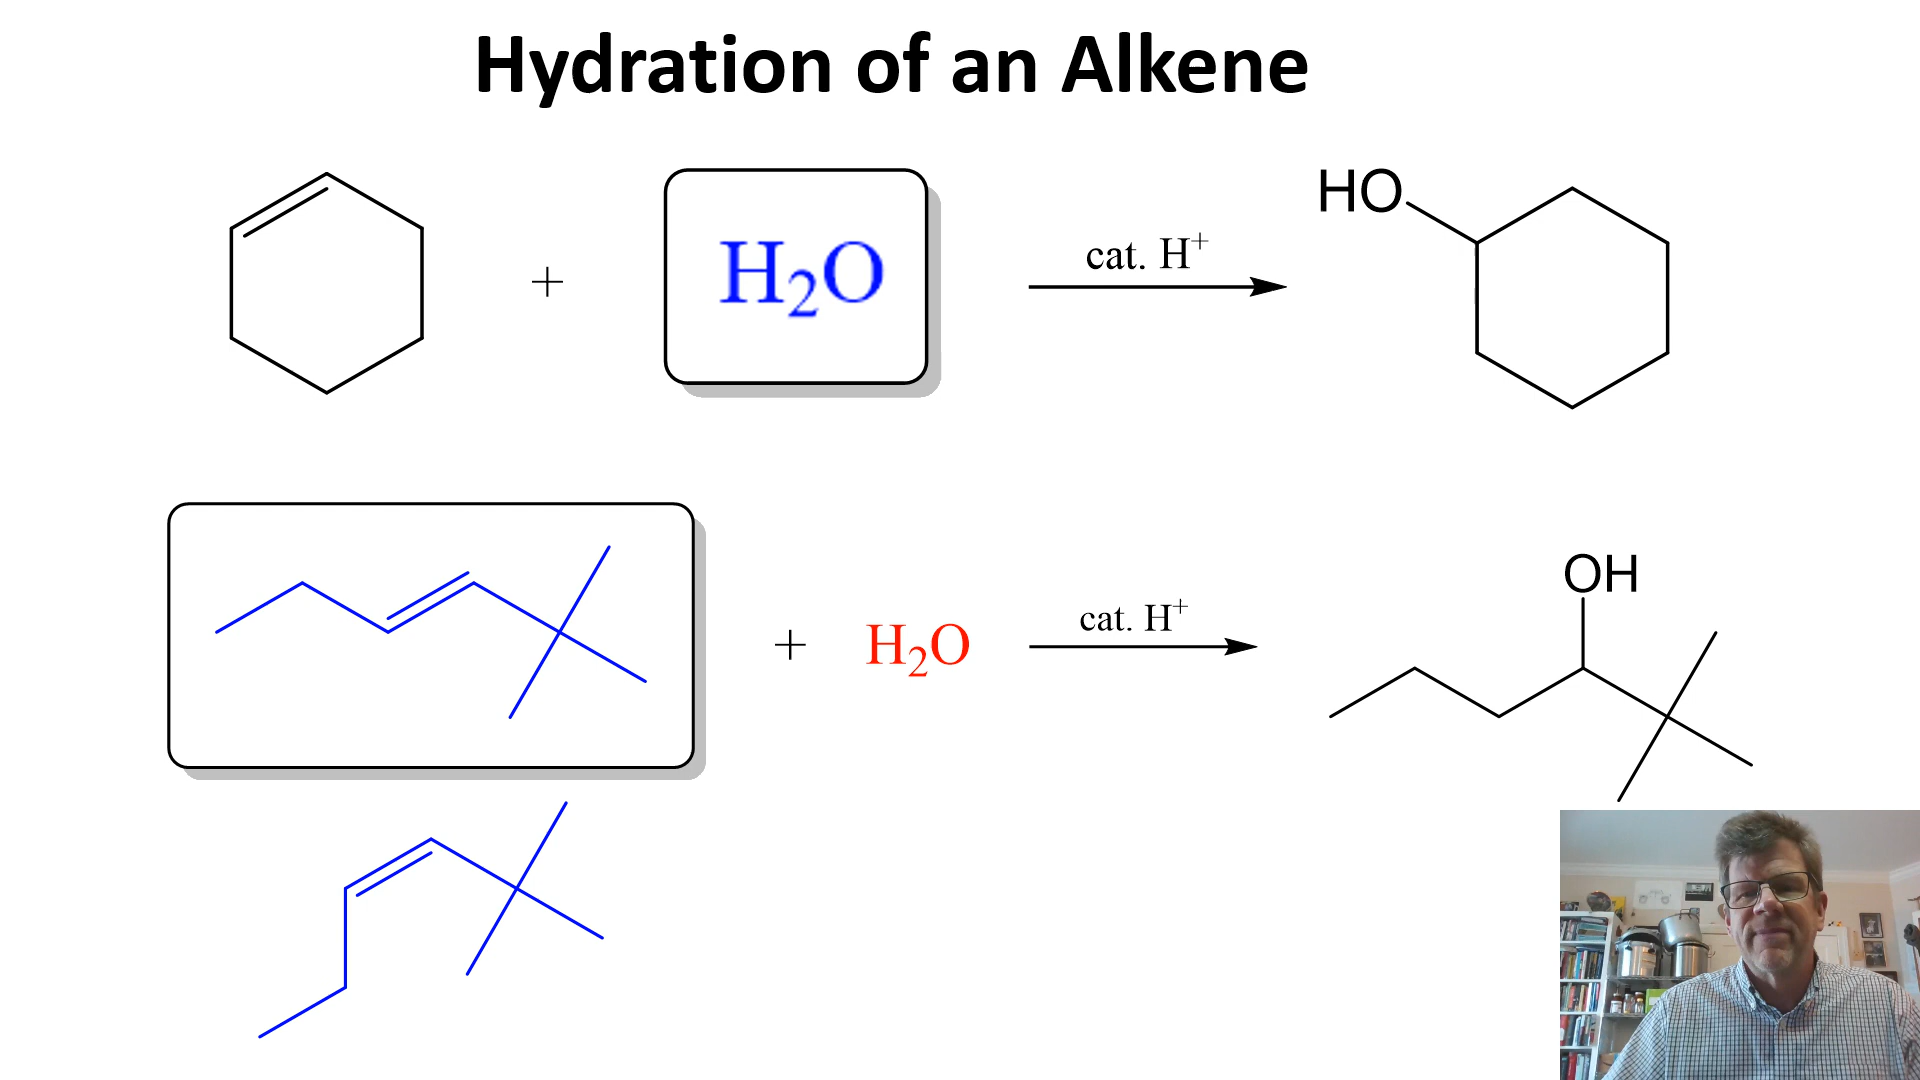 Hydration of an Alkene
+ H₂O cat. H⁺ HO
+ H₂O cat. H⁺ OH